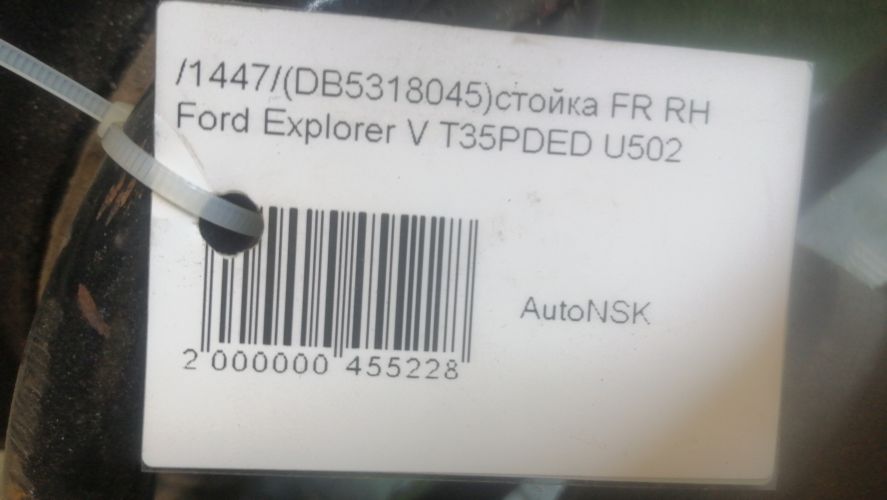 /1447/(DB5318045)стойка FR RH
Ford Explorer V T35PDED U502
AutoNSK
2 000000 455228